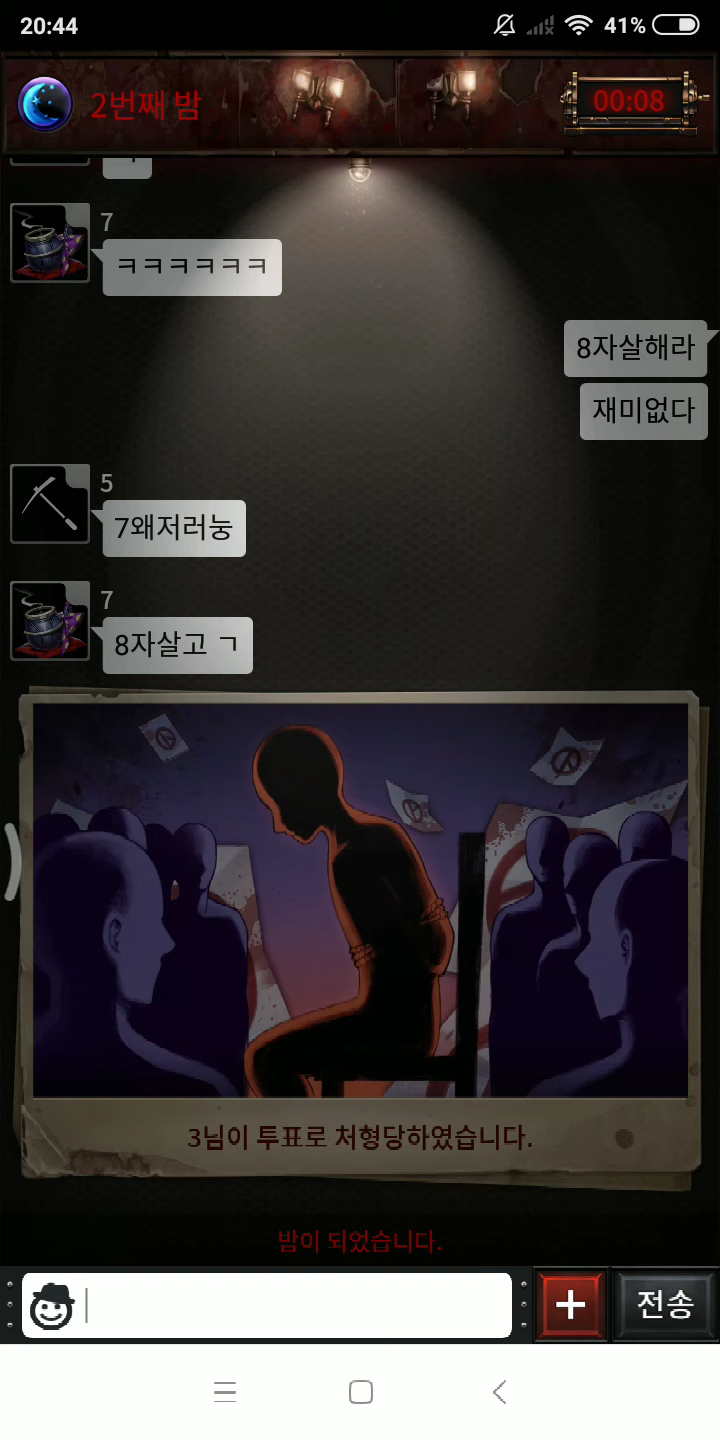 20:44
41%
2번째 밤
00:08
7
ㅋㅋㅋㅋㅋㅋ
8자살해라
재미없다
5
7왜저러눙
7
8자살고 ㄱ
3님이 투표로 처형당하였습니다.
밤이 되었습니다.
전송